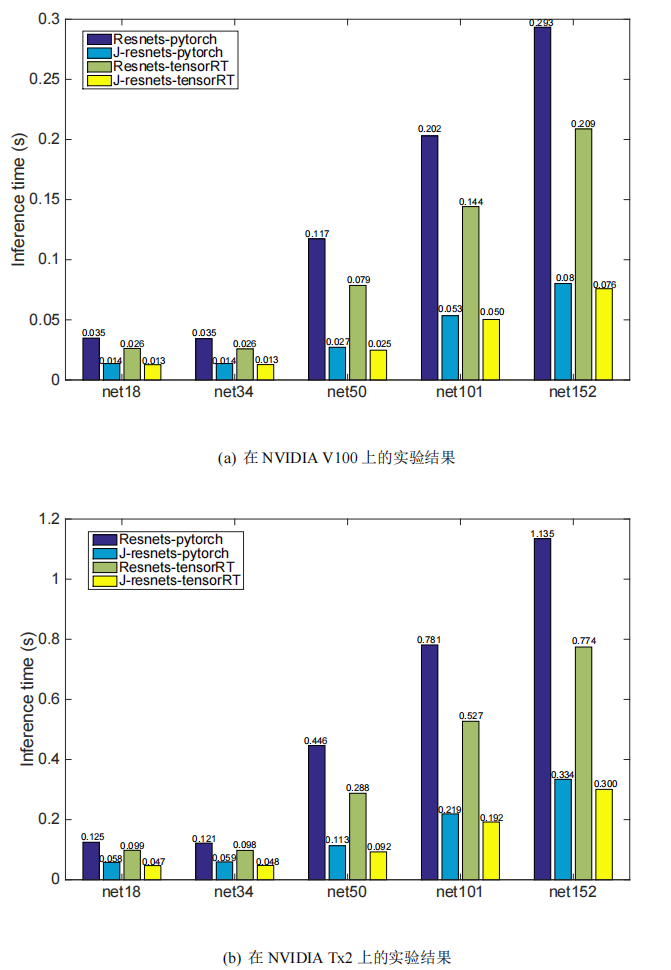 0.3
0.25
0.2
0.15
0.1
0.05
0
Inference time (s)
Resnets-pytorch
J-resnets-pytorch
Resnets-tensorRT
J-resnets-tensorRT
0.035 0.014 0.026 0.013
0.035 0.014 0.026 0.013
0.117 0.027 0.079 0.025
0.202 0.053 0.144 0.050
0.293 0.08 0.209 0.076
net18 net34 net50 net101 net152
(a) 在 NVIDIA V100 上的实验结果
1.2
1
0.8
0.6
0.4
0.2
0
Inference time (s)
Resnets-pytorch
J-resnets-pytorch
Resnets-tensorRT
J-resnets-tensorRT
0.125 0.058 0.099 0.047
0.121 0.059 0.098 0.048
0.446 0.113 0.288 0.092
0.781 0.219 0.527 0.192
1.135 0.334 0.774 0.300
net18 net34 net50 net101 net152
(b) 在 NVIDIA Tx2 上的实验结果